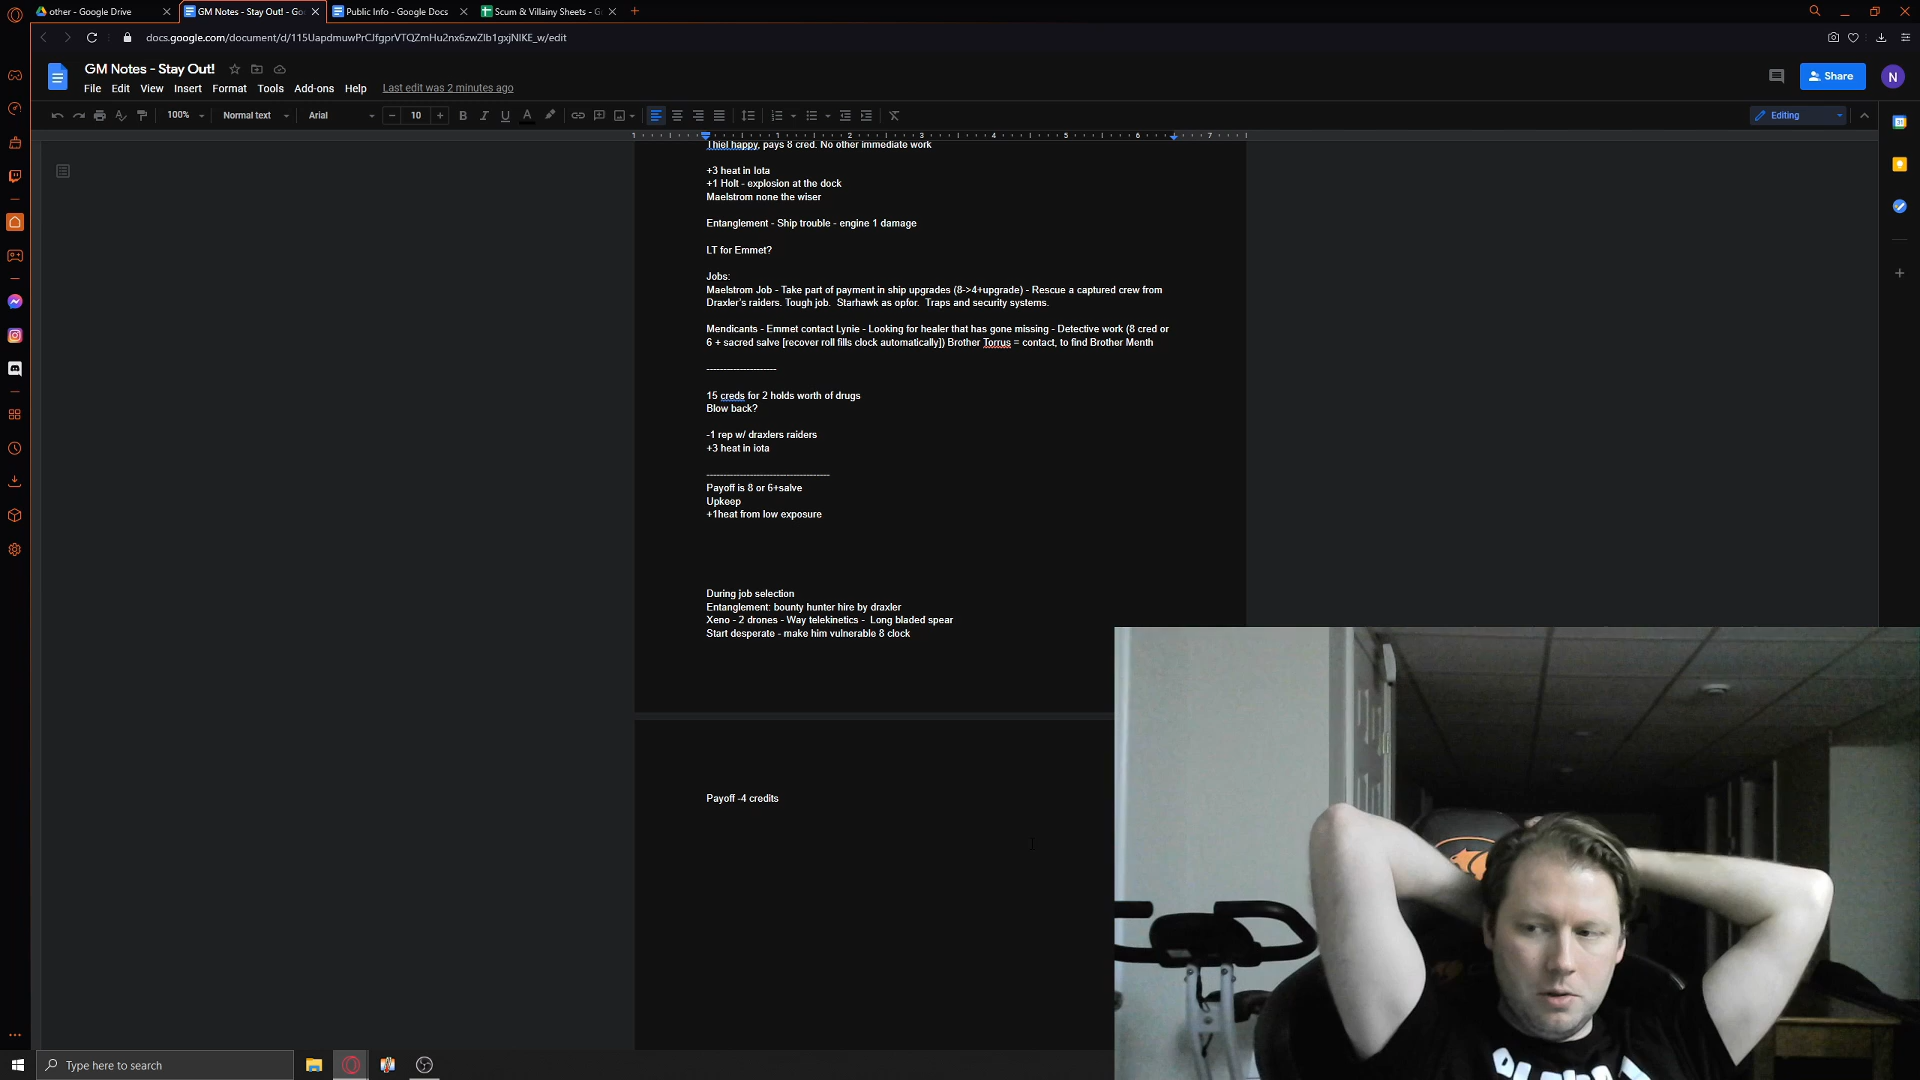 other - Google Drive
GM Notes - Stay Out! - Go
Public Info - Google Docs
Scum & Villainy Sheets - G
docs.google.com/document/d/115UapdmuwPrCJfgprVTQZmHu2nx6zwZlb1gxjNIKE_w/edit
GM Notes - Stay Out!
File Edit View Insert Format Tools Add-ons Help Last edit was 2 minutes ago
Share
N
100% Normal text Arial 10 B I U A
Editing
1 1 2 3 4 5 6 7
Thiel happy, pays 8 cred. No other immediate work
+3 heat in Iota
+1 Holt - explosion at the dock
Maelstrom none the wiser
Entanglement - Ship trouble - engine 1 damage
LT for Emmet?
Jobs:
Maelstrom Job - Take part of payment in ship upgrades (8->4+upgrade) - Rescue a captured crew from
Draxler's raiders. Tough job. Starhawk as opfor. Traps and security systems.
Mendicants - Emmet contact Lynie - Looking for healer that has gone missing - Detective work (8 cred or
6 + sacred salve [recover roll fills clock automatically]) Brother Torrus = contact, to find Brother Menth
---------------------
15 creds for 2 holds worth of drugs
Blow back?
-1 rep w/ draxlers raiders
+3 heat in iota
-------------------------------------
Payoff is 8 or 6+salve
Upkeep
+1heat from low exposure
During job selection
Entanglement: bounty hunter hire by draxler
Xeno - 2 drones - Way telekinetics - Long bladed spear
Start desperate - make him vulnerable 8 clock
Payoff -4 credits
Type here to search